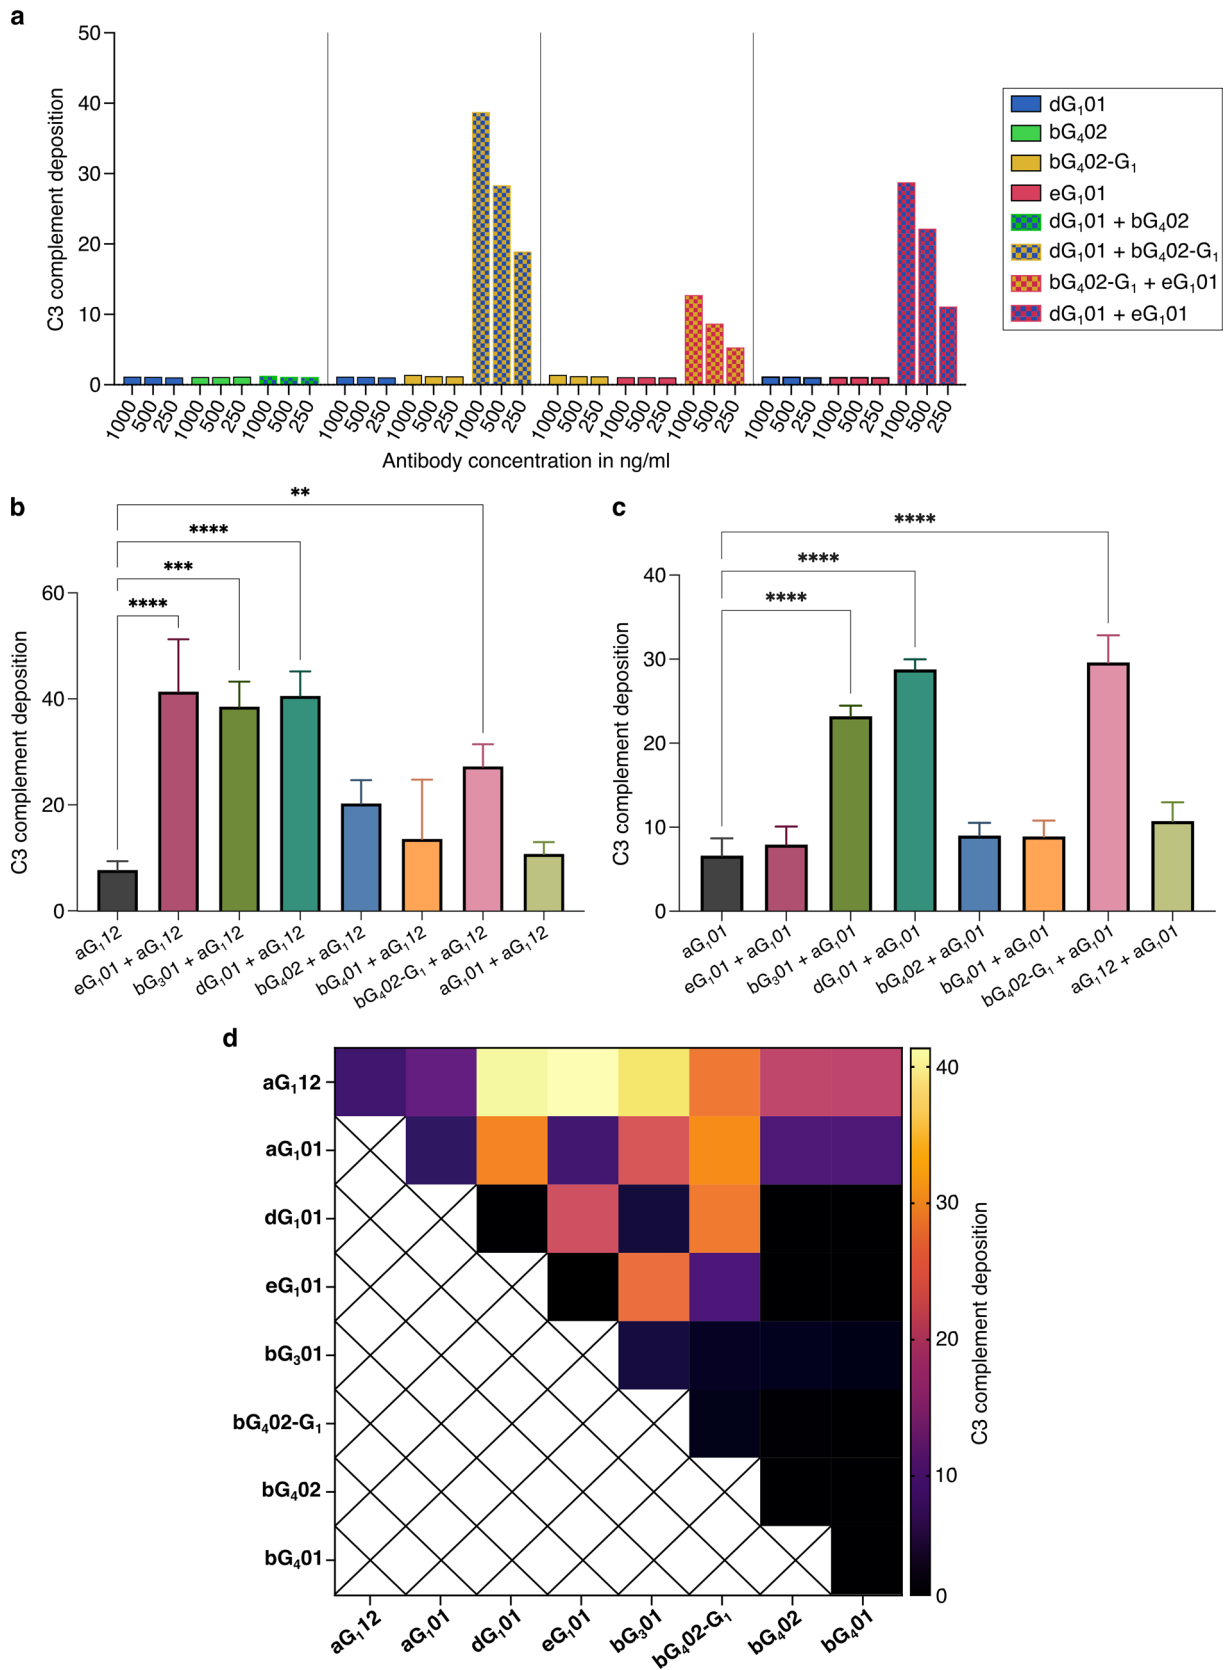 a
50
40
30
20
10
0
C3 complement deposition
1000 500 250 1000 500 250 1000 500 250 1000 500 250 1000 500 250 1000 500 250 1000 500 250 1000 500 250 1000 500 250 1000 500 250 1000 500 250 1000 500 250
Antibody concentration in ng/ml
dG₁01
bG₄02
bG₄02-G₁
eG₁01
dG₁01 + bG₄02
dG₁01 + bG₄02-G₁
bG₄02-G₁ + eG₁01
dG₁01 + eG₁01
b
**
****
***
****
60
40
20
0
C3 complement deposition
aG₁12
eG₁01 + aG₁12
bG₃01 + aG₁12
dG₁01 + aG₁12
bG₄02 + aG₁12
bG₄01 + aG₁12
bG₄02-G₁ + aG₁12
aG₁01 + aG₁12
c
****
****
****
40
30
20
10
0
C3 complement deposition
aG₁01
eG₁01 + aG₁01
bG₃01 + aG₁01
dG₁01 + aG₁01
bG₄02 + aG₁01
bG₄01 + aG₁01
bG₄02-G₁ + aG₁01
aG₁12 + aG₁01
d
aG₁12
aG₁01
dG₁01
eG₁01
bG₃01
bG₄02-G₁
bG₄02
bG₄01
aG₁12
aG₁01
dG₁01
eG₁01
bG₃01
bG₄02-G₁
bG₄02
bG₄01
40
30
20
10
0
C3 complement deposition